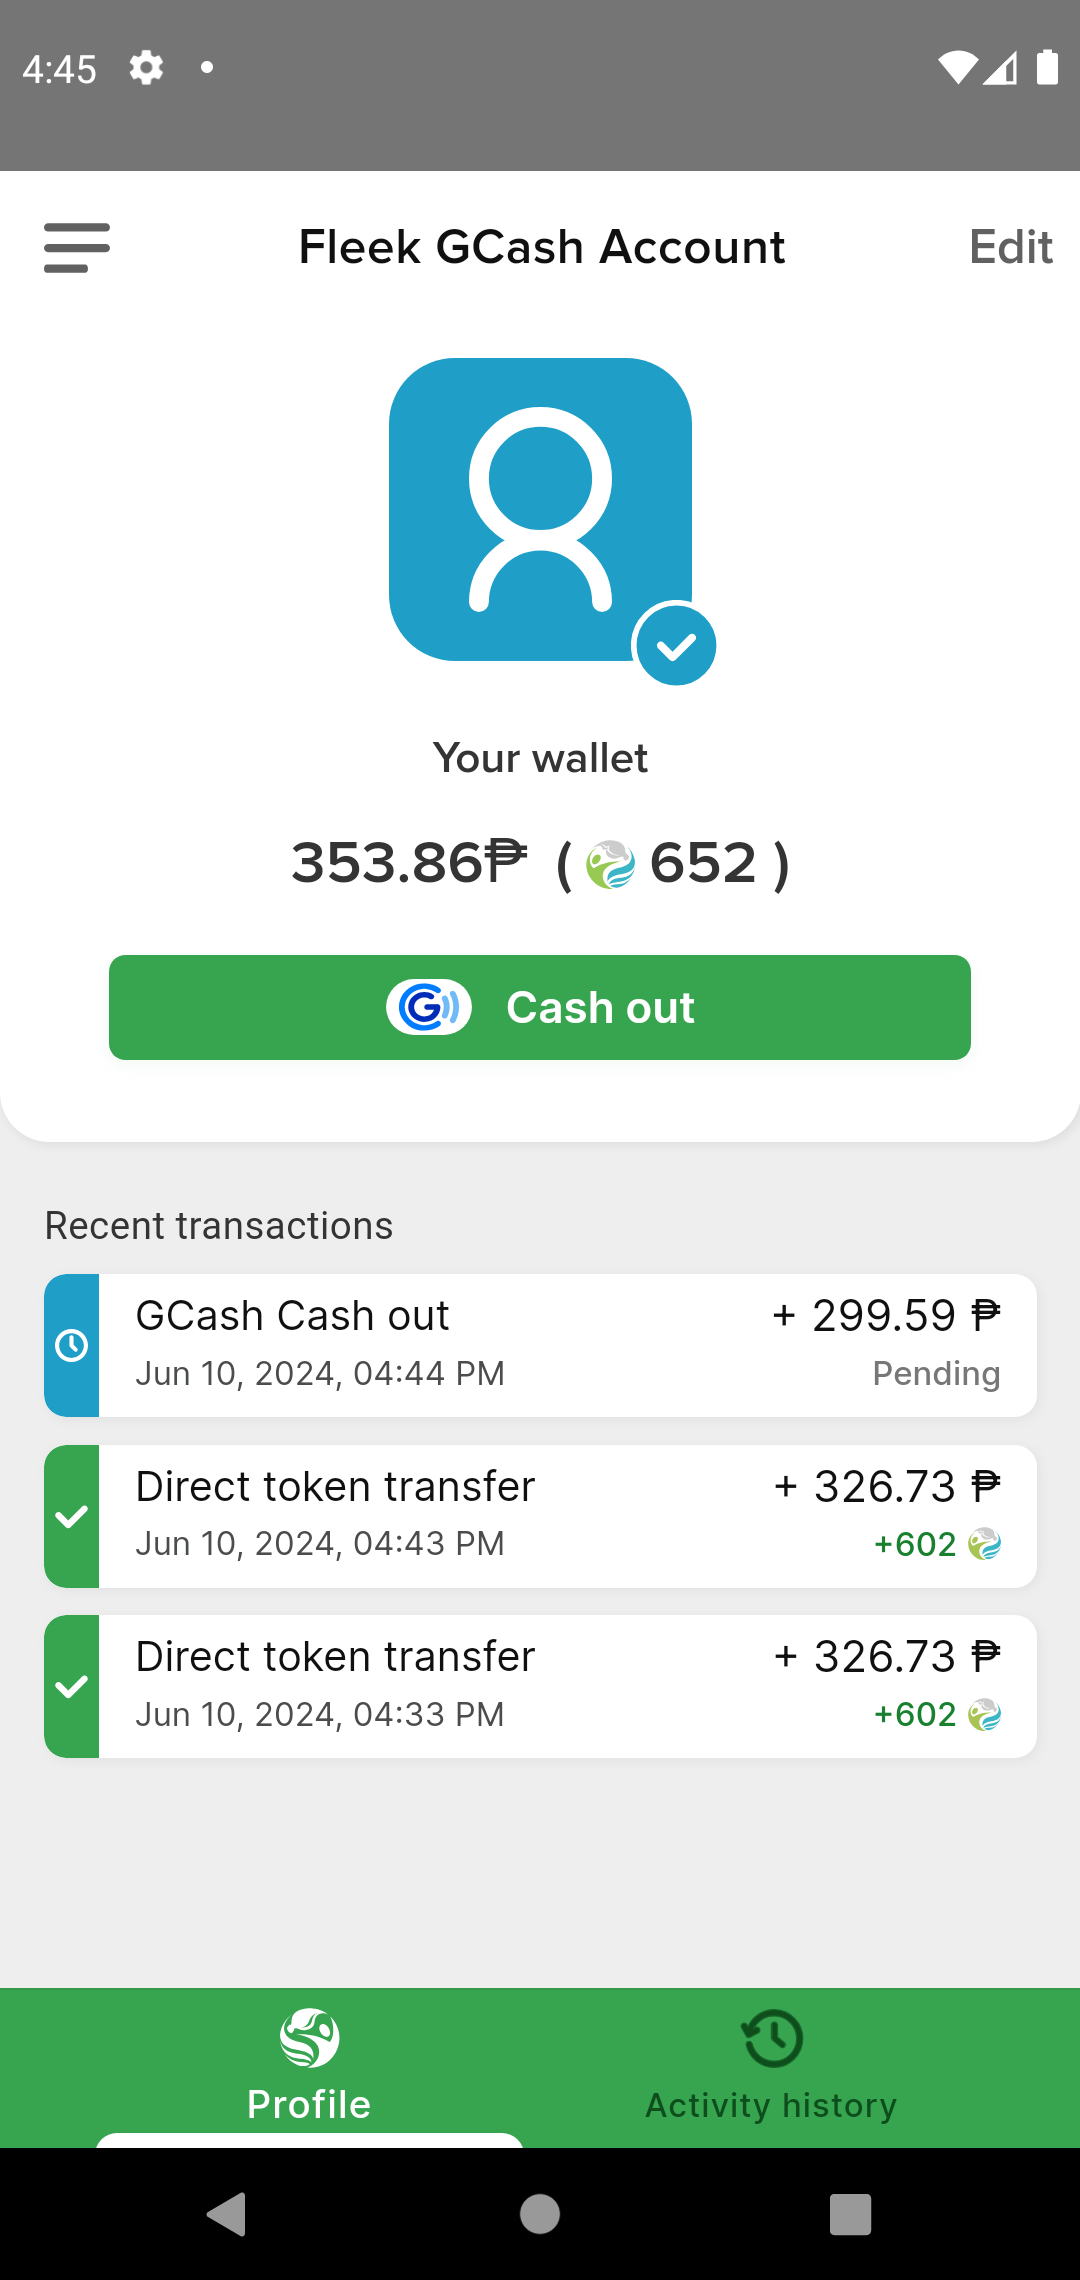 4:45
Fleek GCash Account
Edit
Your wallet
353.86₱ ( 652 )
Cash out
Recent transactions
GCash Cash out
+ 299.59 ₱
Jun 10, 2024, 04:44 PM
Pending
Direct token transfer
+ 326.73 ₱
Jun 10, 2024, 04:43 PM
+602
Direct token transfer
+ 326.73 ₱
Jun 10, 2024, 04:33 PM
+602
Profile
Activity history